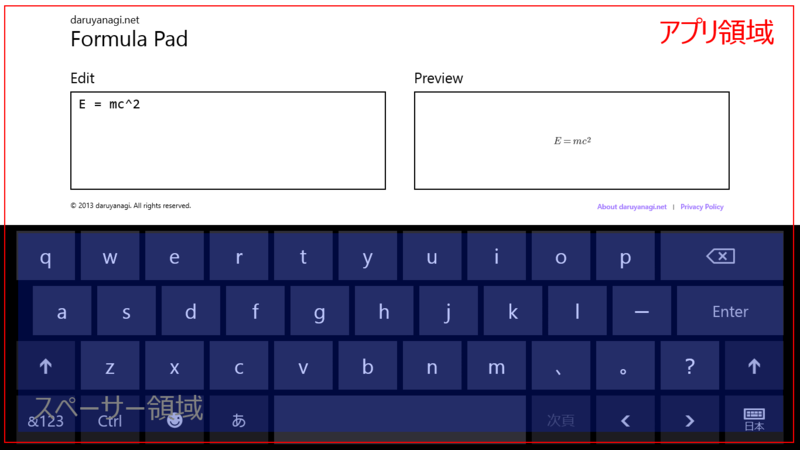 daruyanagi.net
アプリ領域
Formula Pad
Edit
Preview
E = mc^2
E = mc²
© 2013 daruyanagi. All rights reserved.
About daruyanagi.net | Privacy Policy
q w e r t y u i o p
a s d f g h j k l ー Enter
z x c v b n m 、 。 ?
スペーサー領域
&123 Ctrl あ 次頁 < > 日本